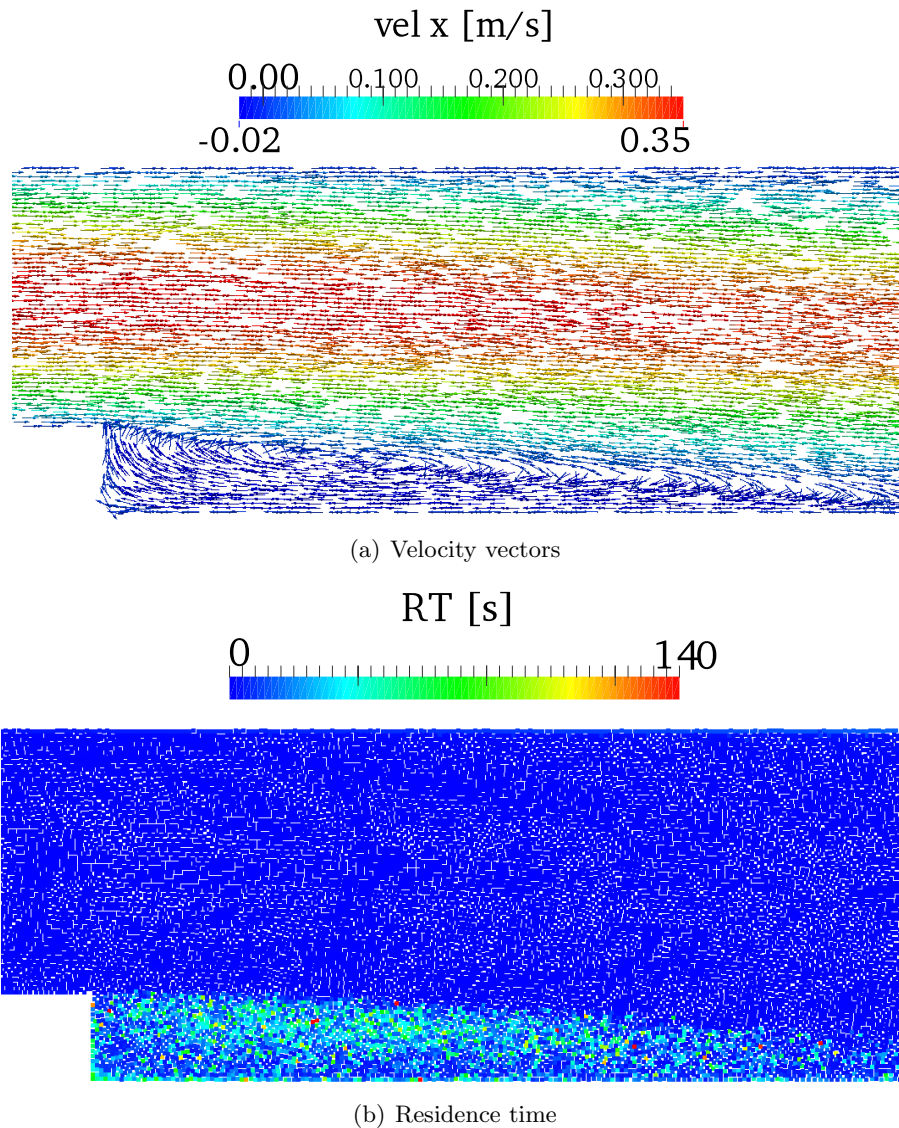 vel x [m/s]
0.00 0.100 0.200 0.300
-0.02 0.35
(a) Velocity vectors
RT [s]
0 140
(b) Residence time